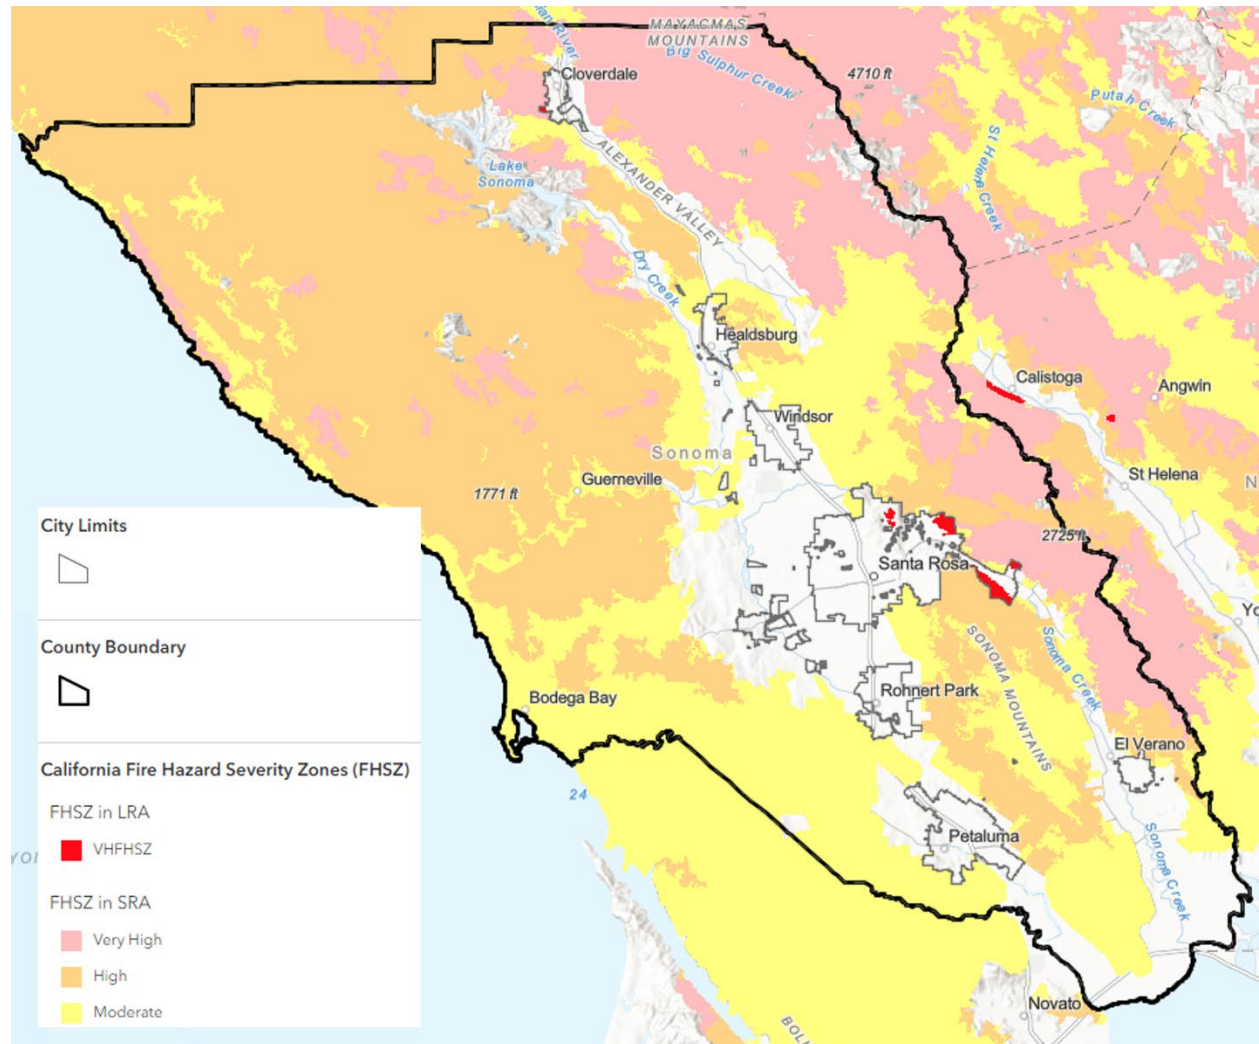 MAYACMAS
MOUNTAINS
River
Big Sulphur Creek
4710 ft
Putah Creek
Cloverdale
St Helena Creek
ALEXANDER VALLEY
Lake
Sonoma
Dry Creek
Healdsburg
Calistoga
Angwin
Windsor
Sonoma
Guerneville
1771 ft
St Helena
2725 ft
Santa Rosa
SONOMA MOUNTAINS
Sonoma Creek
Rohnert Park
Bodega Bay
El Verano
24
Petaluma
Sonoma Creek
Novato
City Limits
County Boundary
California Fire Hazard Severity Zones (FHSZ)
FHSZ in LRA
VHFHSZ
FHSZ in SRA
Very High
High
Moderate